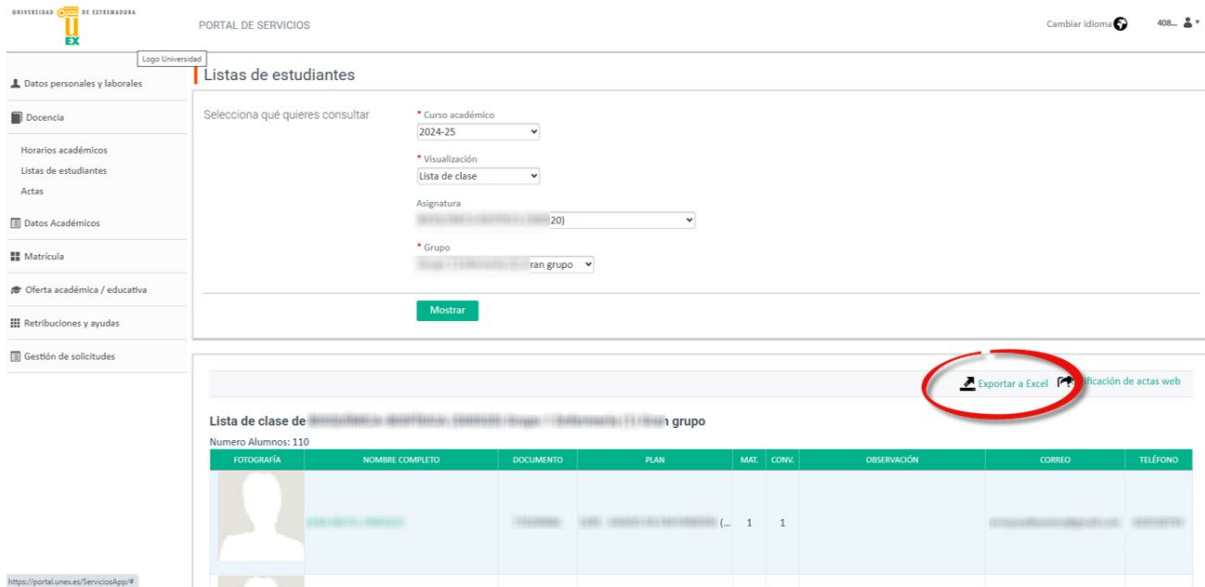 UNIVERSIDAD DE EXTREMADURA
EX
PORTAL DE SERVICIOS
Cambiar idioma
408...
Logo Universidad
Datos personales y laborales
Docencia
Horarios académicos
Listas de estudiantes
Actas
Datos Académicos
Matrícula
Oferta académica / educativa
Retribuciones y ayudas
Gestión de solicitudes
Listas de estudiantes
Selecciona qué quieres consultar
* Curso académico
2024-25
* Visualización
Lista de clase
Asignatura
20)
* Grupo
ran grupo
Mostrar
Exportar a Excel
ificación de actas web
Lista de clase de
grupo
Numero Alumnos: 110
FOTOGRAFÍA NOMBRE COMPLETO DOCUMENTO PLAN MAT. CONV. OBSERVACIÓN CORREO TELÉFONO
(... 1 1
https://portal.unex.es/ServiciosApp/#